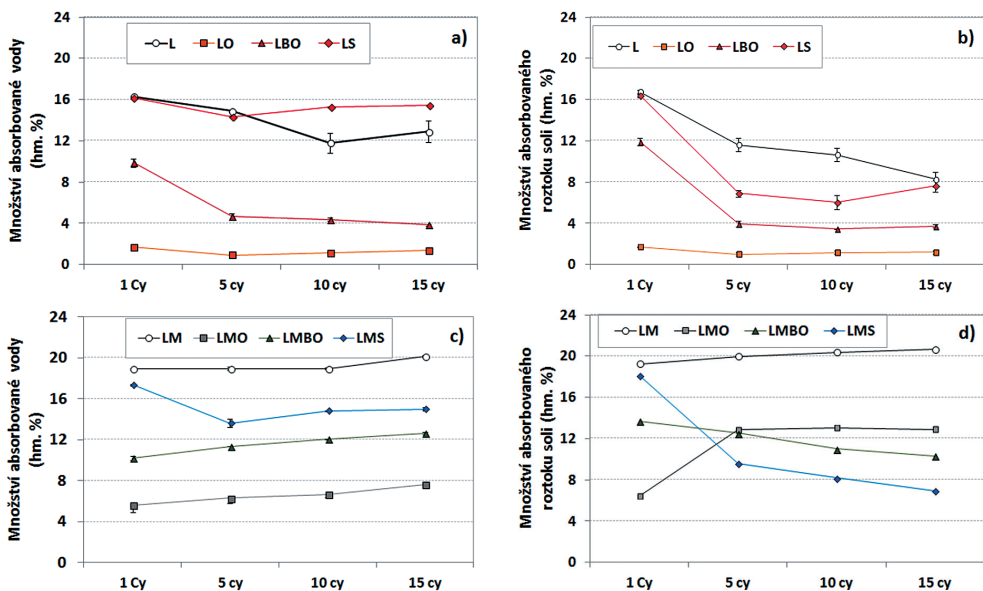 Množství absorbované vody
(hm. %)
24
20
16
12
8
4
0
L LO LBO LS
a)
1 Cy 5 cy 10 cy 15 cy
Množství absorbovaného
roztoku soli (hm. %)
24
20
16
12
8
4
0
L LO LBO LS
b)
1 Cy 5 cy 10 cy 15 cy
Množství absorbované vody
(hm. %)
24
20
16
12
8
4
0
LM LMO LMBO LMS
c)
1 Cy 5 cy 10 cy 15 cy
Množství absorbovaného
roztoku soli (hm. %)
24
20
16
12
8
4
0
LM LMO LMBO LMS
d)
1 Cy 5 cy 10 cy 15 cy